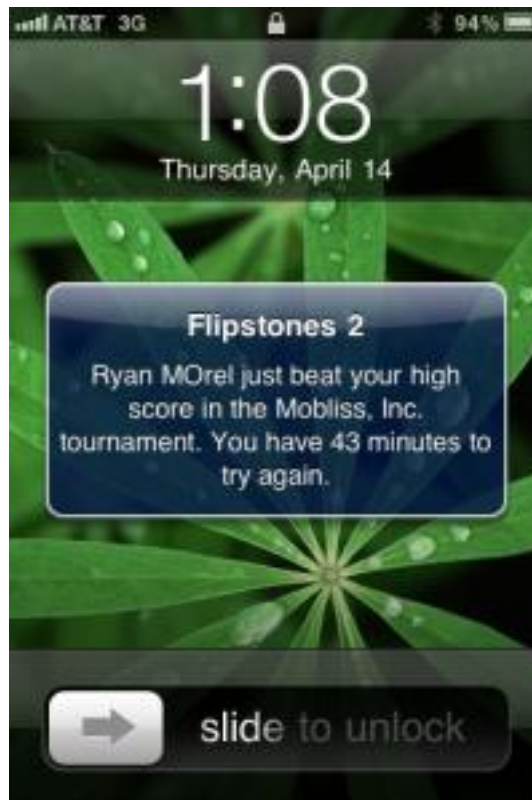 AT&T 3G 94%
1:08
Thursday, April 14
Flipstones 2
Ryan MOrel just beat your high
score in the Mobliss, Inc.
tournament. You have 43 minutes to
try again.
slide to unlock